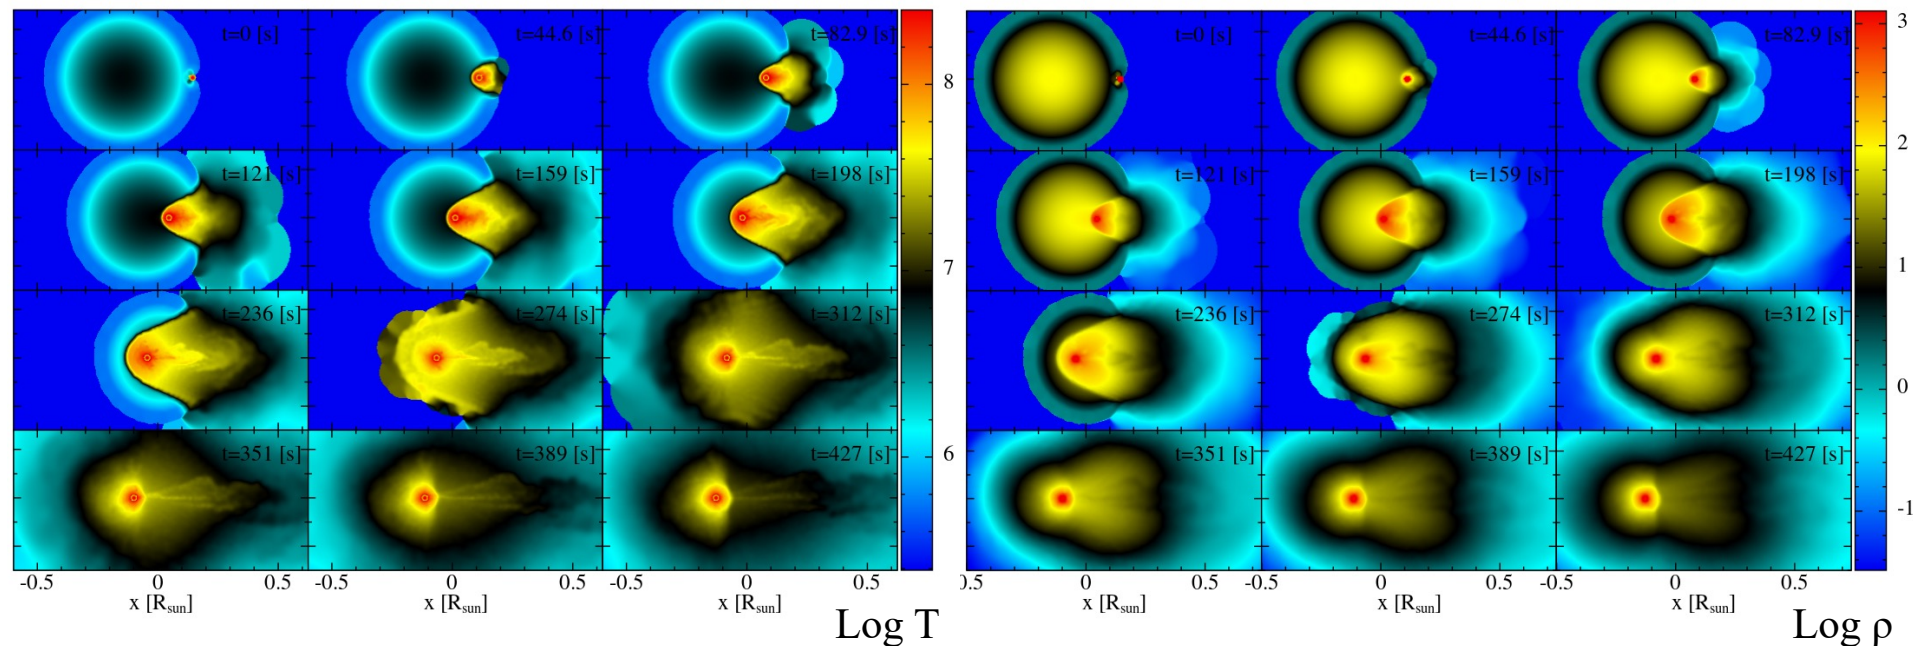 t=0 [s] t=44.6 [s] t=82.9 [s]
t=121 [s] t=159 [s] t=198 [s]
t=236 [s] t=274 [s] t=312 [s]
t=351 [s] t=389 [s] t=427 [s]
-0.5 0 0.5 0 0.5 0 0.5
x [Rsun] x [Rsun] x [Rsun]
8
7
6
Log T
t=0 [s] t=44.6 [s] t=82.9 [s]
t=121 [s] t=159 [s] t=198 [s]
t=236 [s] t=274 [s] t=312 [s]
t=351 [s] t=389 [s] t=427 [s]
0.5 0 0.5 -0.5 0 0.5 -0.5 0 0.5
x [Rsun] x [Rsun] x [Rsun]
3
2
1
0
-1
Log ρ